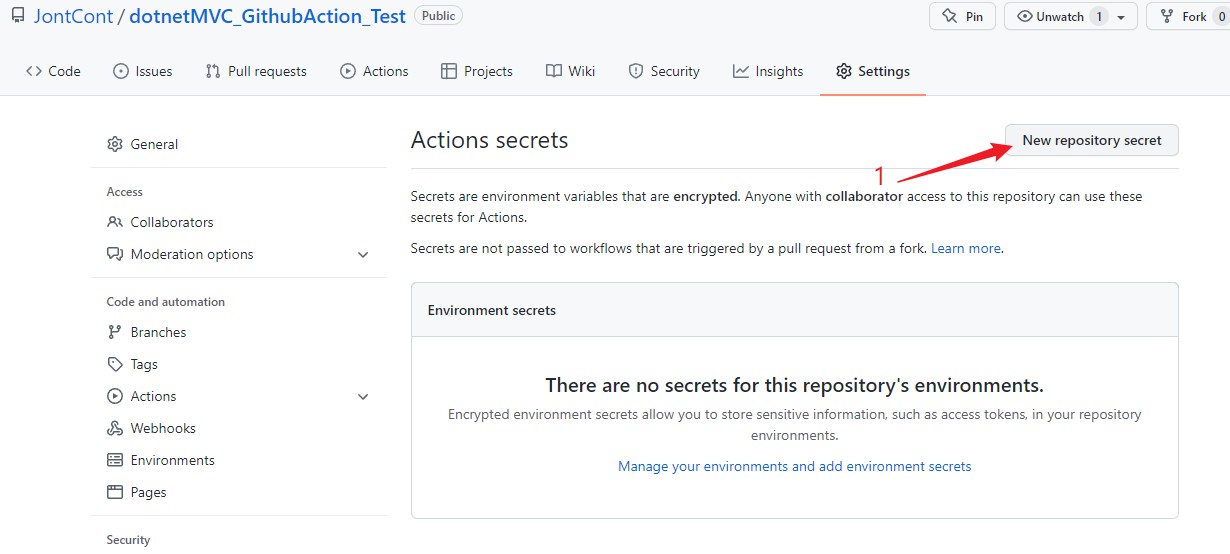 JontCont / dotnetMVC_GithubAction_Test Public Pin Unwatch 1 Fork 0
Code Issues Pull requests Actions Projects Wiki Security Insights Settings
General
Access
Collaborators
Moderation options
Code and automation
Branches
Tags
Actions
Webhooks
Environments
Pages
Security
Actions secrets
New repository secret
1
Secrets are environment variables that are encrypted. Anyone with collaborator access to this repository can use these
secrets for Actions.
Secrets are not passed to workflows that are triggered by a pull request from a fork. Learn more.
Environment secrets
There are no secrets for this repository's environments.
Encrypted environment secrets allow you to store sensitive information, such as access tokens, in your repository
environments.
Manage your environments and add environment secrets